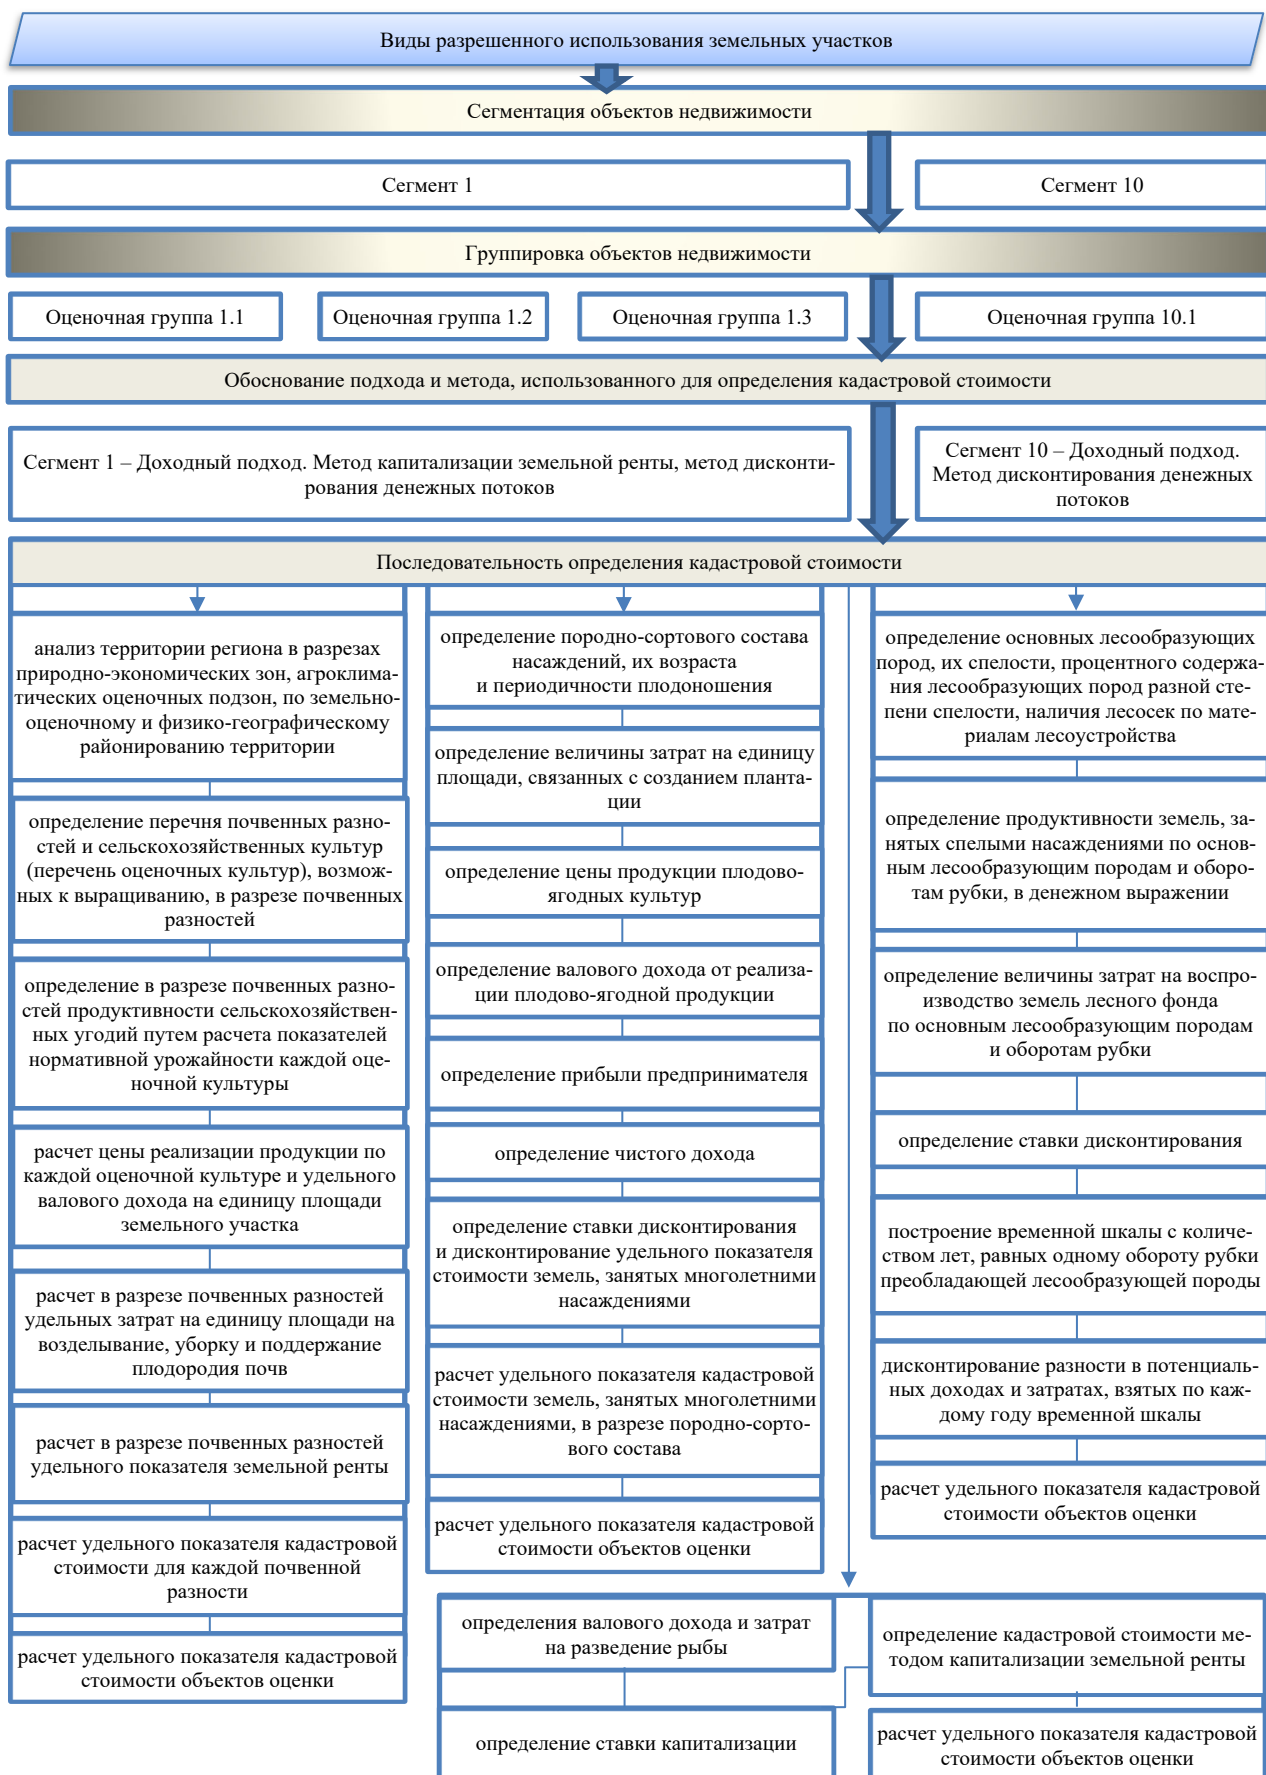 Виды разрешенного использования земельных участков
Сегментация объектов недвижимости
Сегмент 1
Сегмент 10
Группировка объектов недвижимости
Оценочная группа 1.1
Оценочная группа 1.2
Оценочная группа 1.3
Оценочная группа 10.1
Обоснование подхода и метода, использованного для определения кадастровой стоимости
Сегмент 1 – Доходный подход. Метод капитализации земельной ренты, метод дисконти-
рования денежных потоков
Сегмент 10 – Доходный подход.
Метод дисконтирования денежных
потоков
Последовательность определения кадастровой стоимости
анализ территории региона в разрезах
природно-экономических зон, агроклима-
тических оценочных подзон, по земельно-
оценочному и физико-географическому
районированию территории
определение перечня почвенных разно-
стей и сельскохозяйственных культур
(перечень оценочных культур), возмож-
ных к выращиванию, в разрезе почвенных
разностей
определение в разрезе почвенных разно-
стей продуктивности сельскохозяйствен-
ных угодий путем расчета показателей
нормативной урожайности каждой оце-
ночной культуры
расчет цены реализации продукции по
каждой оценочной культуре и удельного
валового дохода на единицу площади
земельного участка
расчет в разрезе почвенных разностей
удельных затрат на единицу площади на
возделывание, уборку и поддержание
плодородия почв
расчет в разрезе почвенных разностей
удельного показателя земельной ренты
расчет удельного показателя кадастровой
стоимости для каждой почвенной
разности
расчет удельного показателя кадастровой
стоимости объектов оценки
определение породно-сортового состава
насаждений, их возраста
и периодичности плодоношения
определение величины затрат на единицу
площади, связанных с созданием планта-
ции
определение цены продукции плодово-
ягодных культур
определение валового дохода от реализа-
ции плодово-ягодной продукции
определение прибыли предпринимателя
определение чистого дохода
определение ставки дисконтирования
и дисконтирование удельного показателя
стоимости земель, занятых многолетними
насаждениями
расчет удельного показателя кадастровой
стоимости земель, занятых многолетними
насаждениями, в разрезе породно-сорто-
вого состава
расчет удельного показателя кадастровой
стоимости объектов оценки
определение основных лесообразующих
пород, их спелости, процентного содержа-
ния лесообразующих пород разной сте-
пени спелости, наличия лесосек по мате-
риалам лесоустройства
определение продуктивности земель, за-
нятых спелыми насаждениями по основ-
ным лесообразующим породам и оборо-
там рубки, в денежном выражении
определение величины затрат на воспро-
изводство земель лесного фонда
по основным лесообразующим породам
и оборотам рубки
определение ставки дисконтирования
построение временной шкалы с количе-
ством лет, равных одному обороту рубки
преобладающей лесообразующей породы
дисконтирование разности в потенциаль-
ных доходах и затратах, взятых по каж-
дому году временной шкалы
расчет удельного показателя кадастровой
стоимости объектов оценки
определения валового дохода и затрат
на разведение рыбы
определение ставки капитализации
определение кадастровой стоимости ме-
тодом капитализации земельной ренты
расчет удельного показателя кадастровой
стоимости объектов оценки